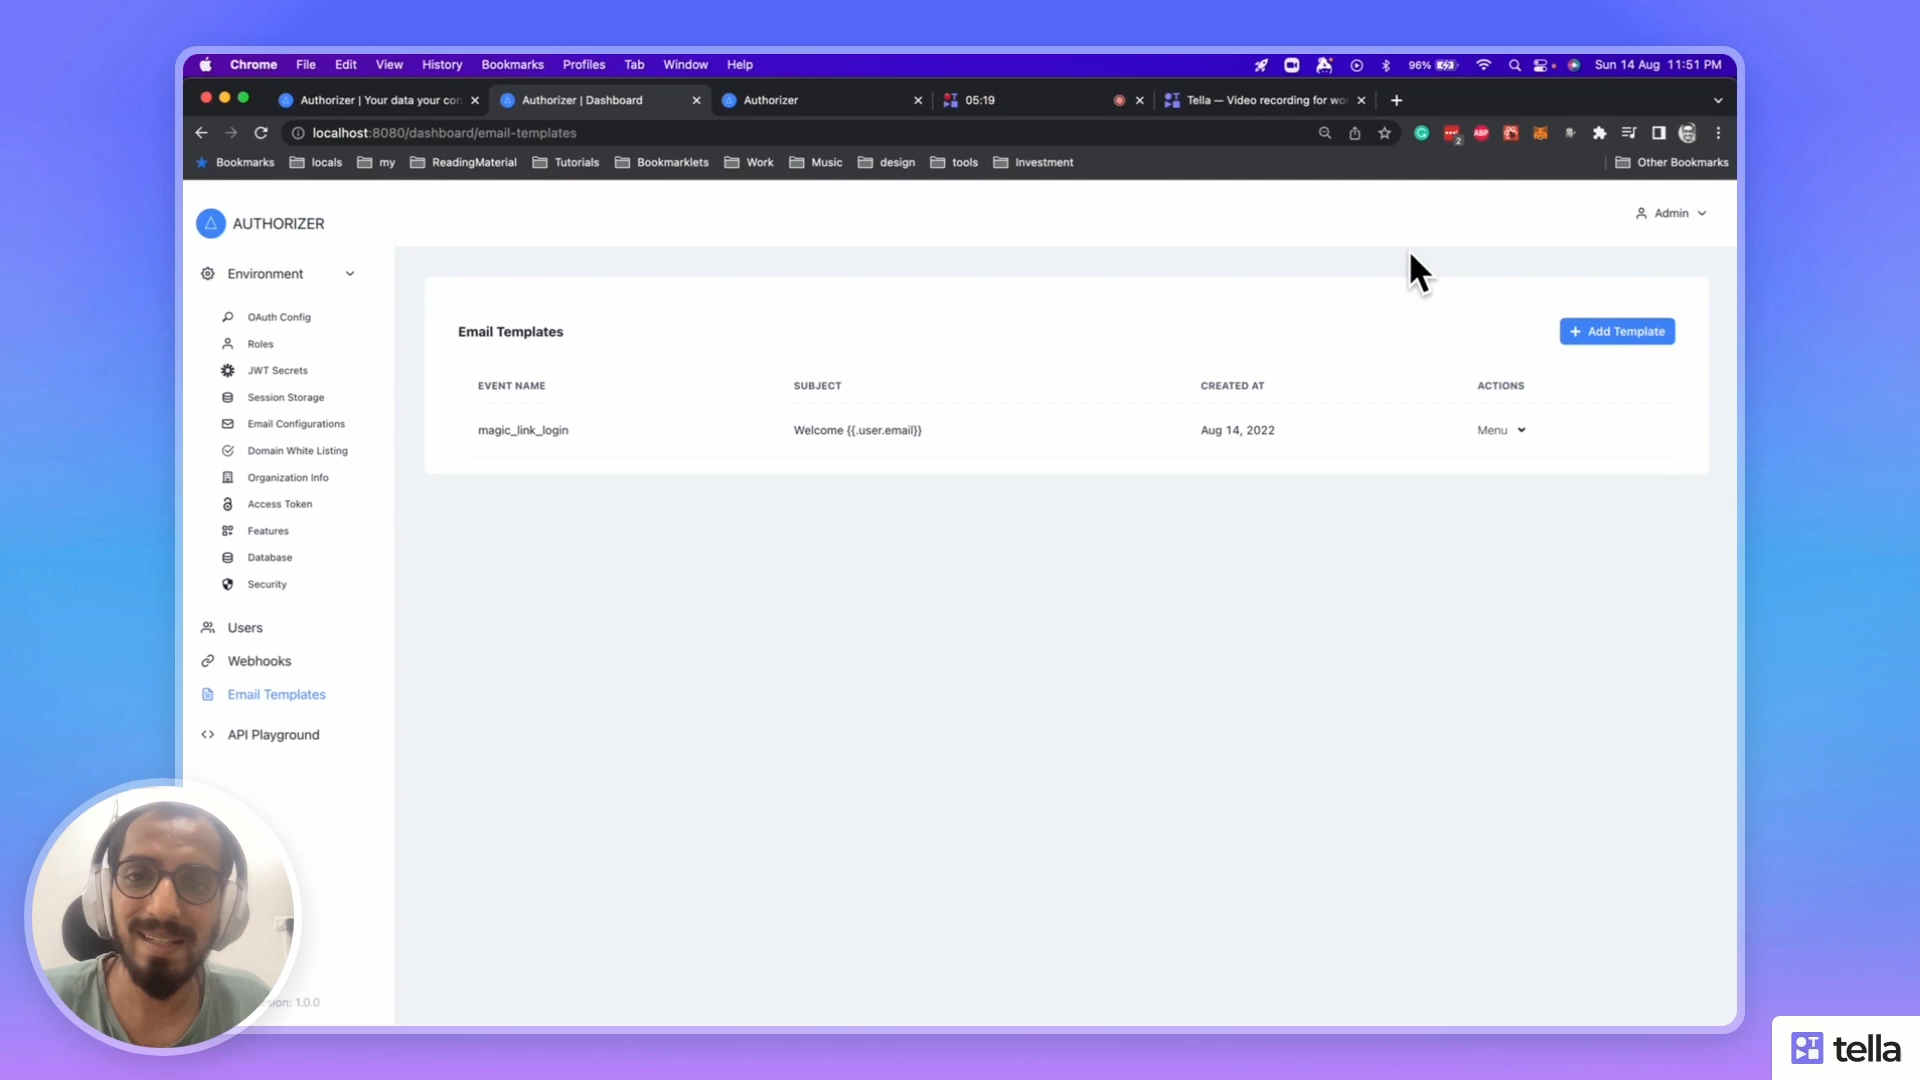 Chrome File Edit View History Bookmarks Profiles Tab Window Help 96% Sun 14 Aug 11:51 PM
Authorizer | Your data your con Authorizer | Dashboard Authorizer 05:19 Tella — Video recording for wo
localhost:8080/dashboard/email-templates ABP 2
Bookmarks locals my ReadingMaterial Tutorials Bookmarklets Work Music design tools Investment Other Bookmarks
AUTHORIZER
Admin
Environment
OAuth Config
Roles
JWT Secrets
Session Storage
Email Configurations
Domain White Listing
Organization Info
Access Token
Features
Database
Security
Users
Webhooks
Email Templates
API Playground
Email Templates
+ Add Template
EVENT NAME SUBJECT CREATED AT ACTIONS
magic_link_login Welcome {{.user.email}} Aug 14, 2022 Menu
sion: 1.0.0
tella